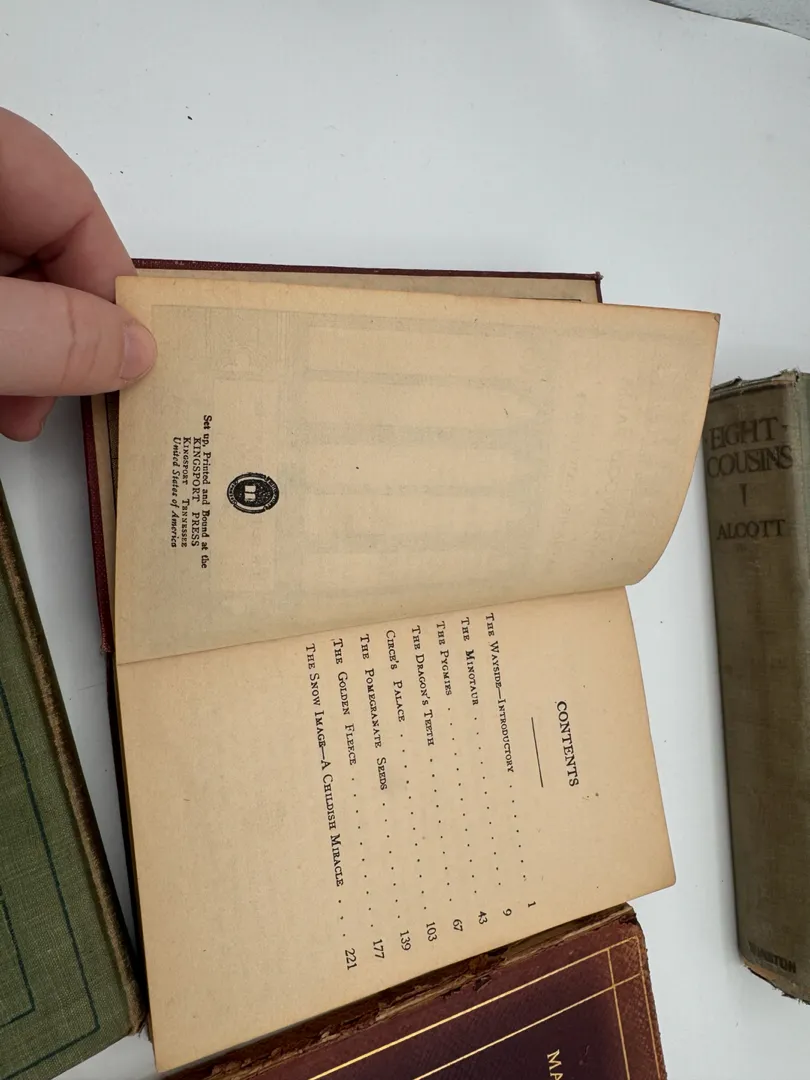 Set up, Printed and Bound at the
KINGSPORT PRESS
KINGSPORT TENNESSEE
United States of America
CONTENTS
THE WAYSIDE—INTRODUCTORY . . . . . 1
THE MINOTAUR . . . . . . . 9
THE PYGMIES . . . . . . . . 43
THE DRAGON'S TEETH . . . . . . 67
CIRCE'S PALACE . . . . . . . 103
THE POMEGRANATE SEEDS . . . . . 139
THE GOLDEN FLEECE . . . . . . 177
THE SNOW IMAGE—A CHILDISH MIRACLE . . . 221
EIGHT
COUSINS
ALCOTT
WINSTON
MA